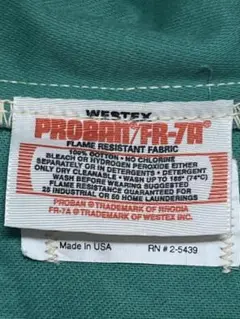 WESTEX
PROBAN®/FR-7A®
FLAME RESISTANT FABRIC
100% COTTON • NO CHLORINE
BLEACH OR HYDROGEN PEROXIDE EITHER
SEPARATELY OR IN DETERGENTS • DETERGENT
ONLY DRY CLEANABLE • WASH UP TO 165° (74°C)
WASH BEFORE WEARING SUGGESTED
FLAME RESISTANCE GUARANTEED FOR
25 INDUSTRIAL OR 50 HOME LAUNDERINGS
PROBAN ® TRADEMARK OF RHODIA
FR-7A ® TRADEMARK OF WESTEX INC.
Made in USA
RN # 2-5439